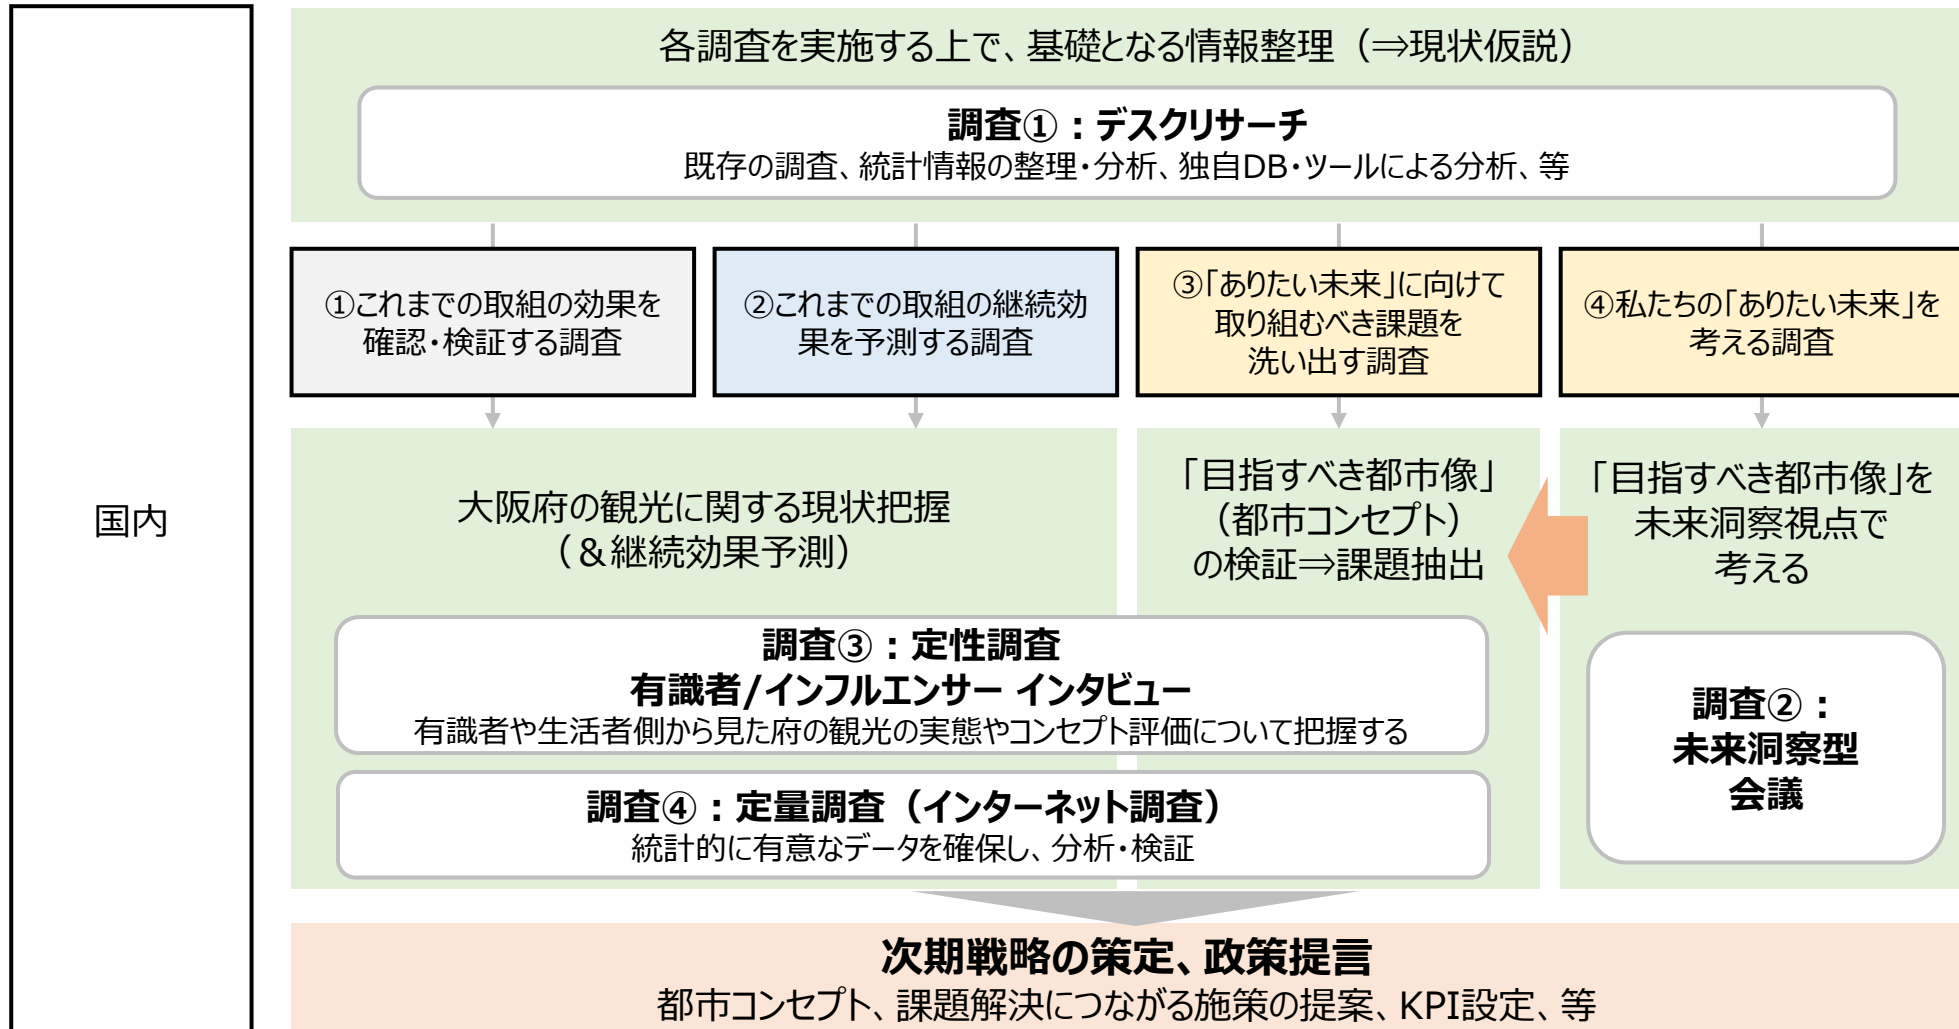 国内
各調査を実施する上で、基礎となる情報整理（⇒現状仮説）
調査①：デスクリサーチ
既存の調査、統計情報の整理・分析、独自DB・ツールによる分析、等
①これまでの取組の効果を
確認・検証する調査
②これまでの取組の継続効
果を予測する調査
③「ありたい未来」に向けて
取り組むべき課題を
洗い出す調査
④私たちの「ありたい未来」を
考える調査
大阪府の観光に関する現状把握
（＆継続効果予測）
「目指すべき都市像」
（都市コンセプト）
の検証⇒課題抽出
「目指すべき都市像」を
未来洞察視点で
考える
調査③：定性調査
有識者/インフルエンサー インタビュー
有識者や生活者側から見た府の観光の実態やコンセプト評価について把握する
調査④：定量調査（インターネット調査）
統計的に有意なデータを確保し、分析・検証
調査②：
未来洞察型
会議
次期戦略の策定、政策提言
都市コンセプト、課題解決につながる施策の提案、KPI設定、等